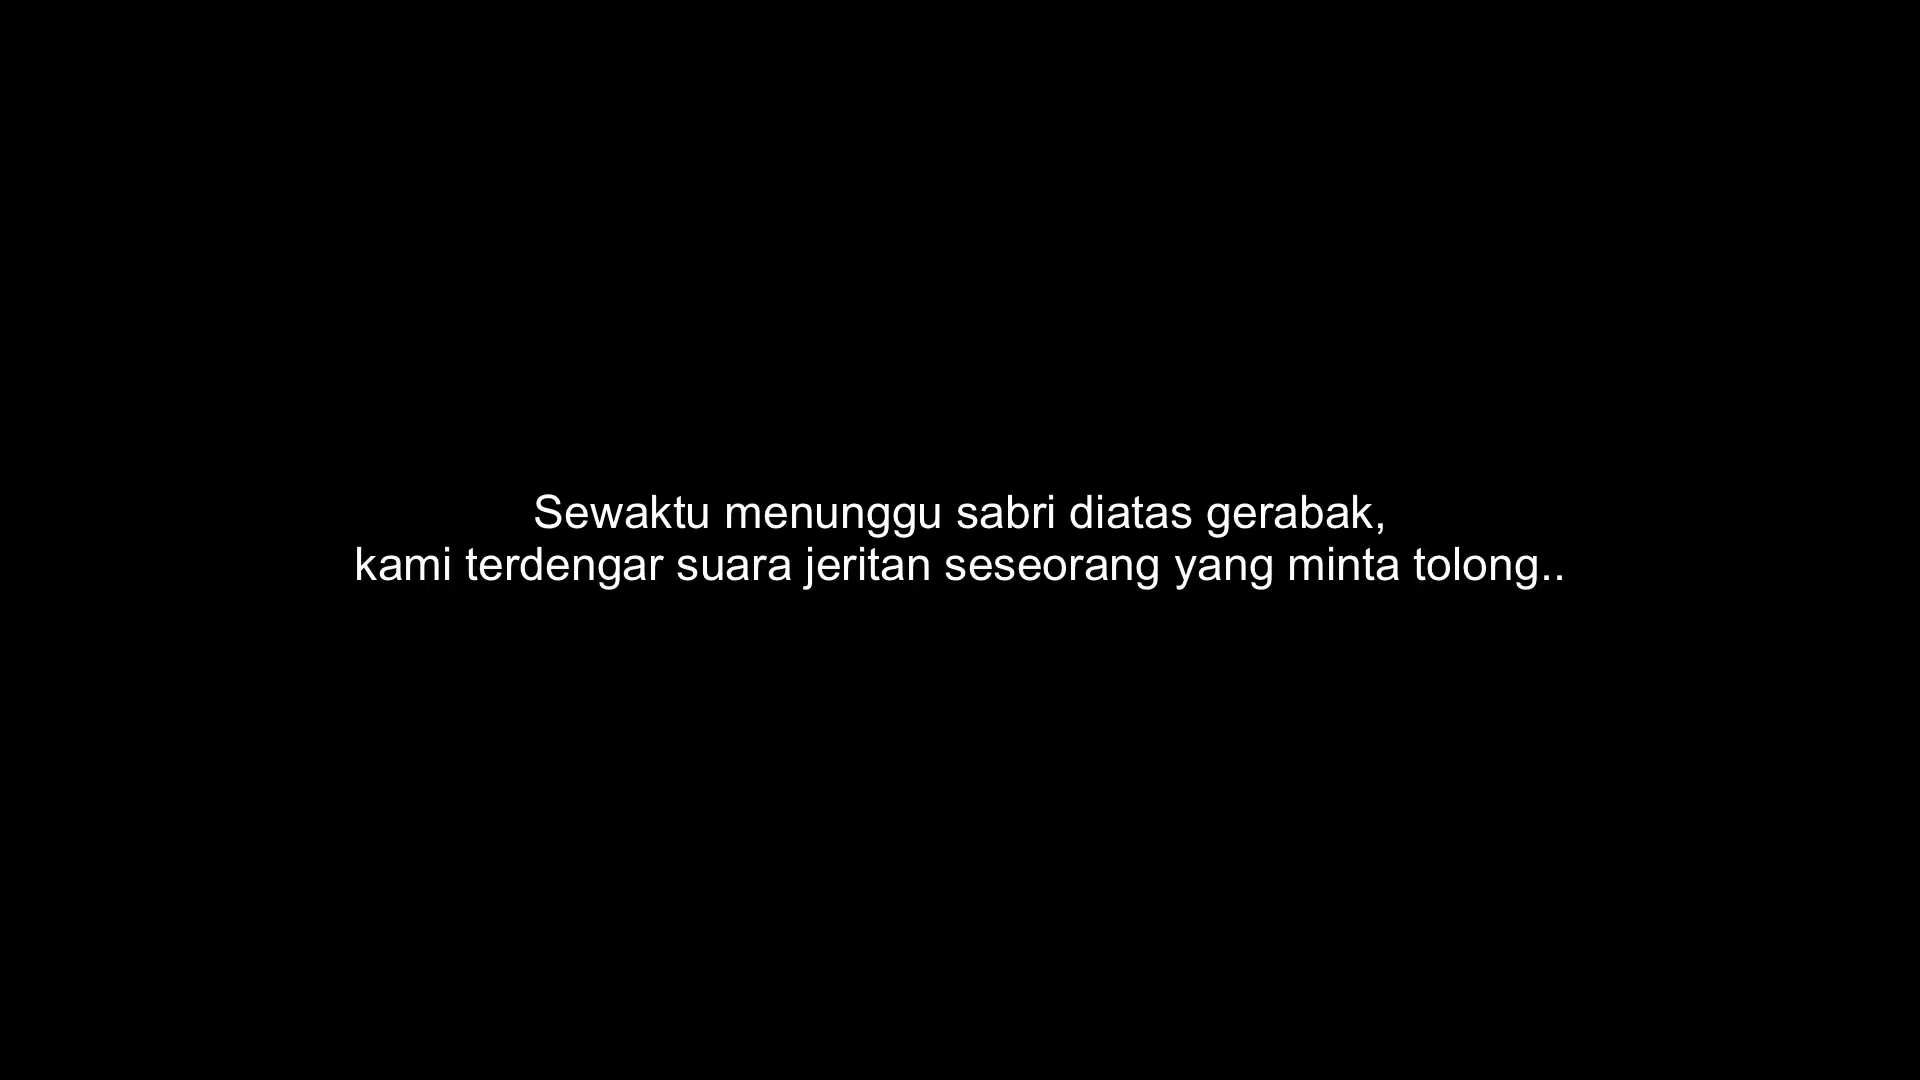 Sewaktu menunggu sabri diatas gerabak,
kami terdengar suara jeritan seseorang yang minta tolong..